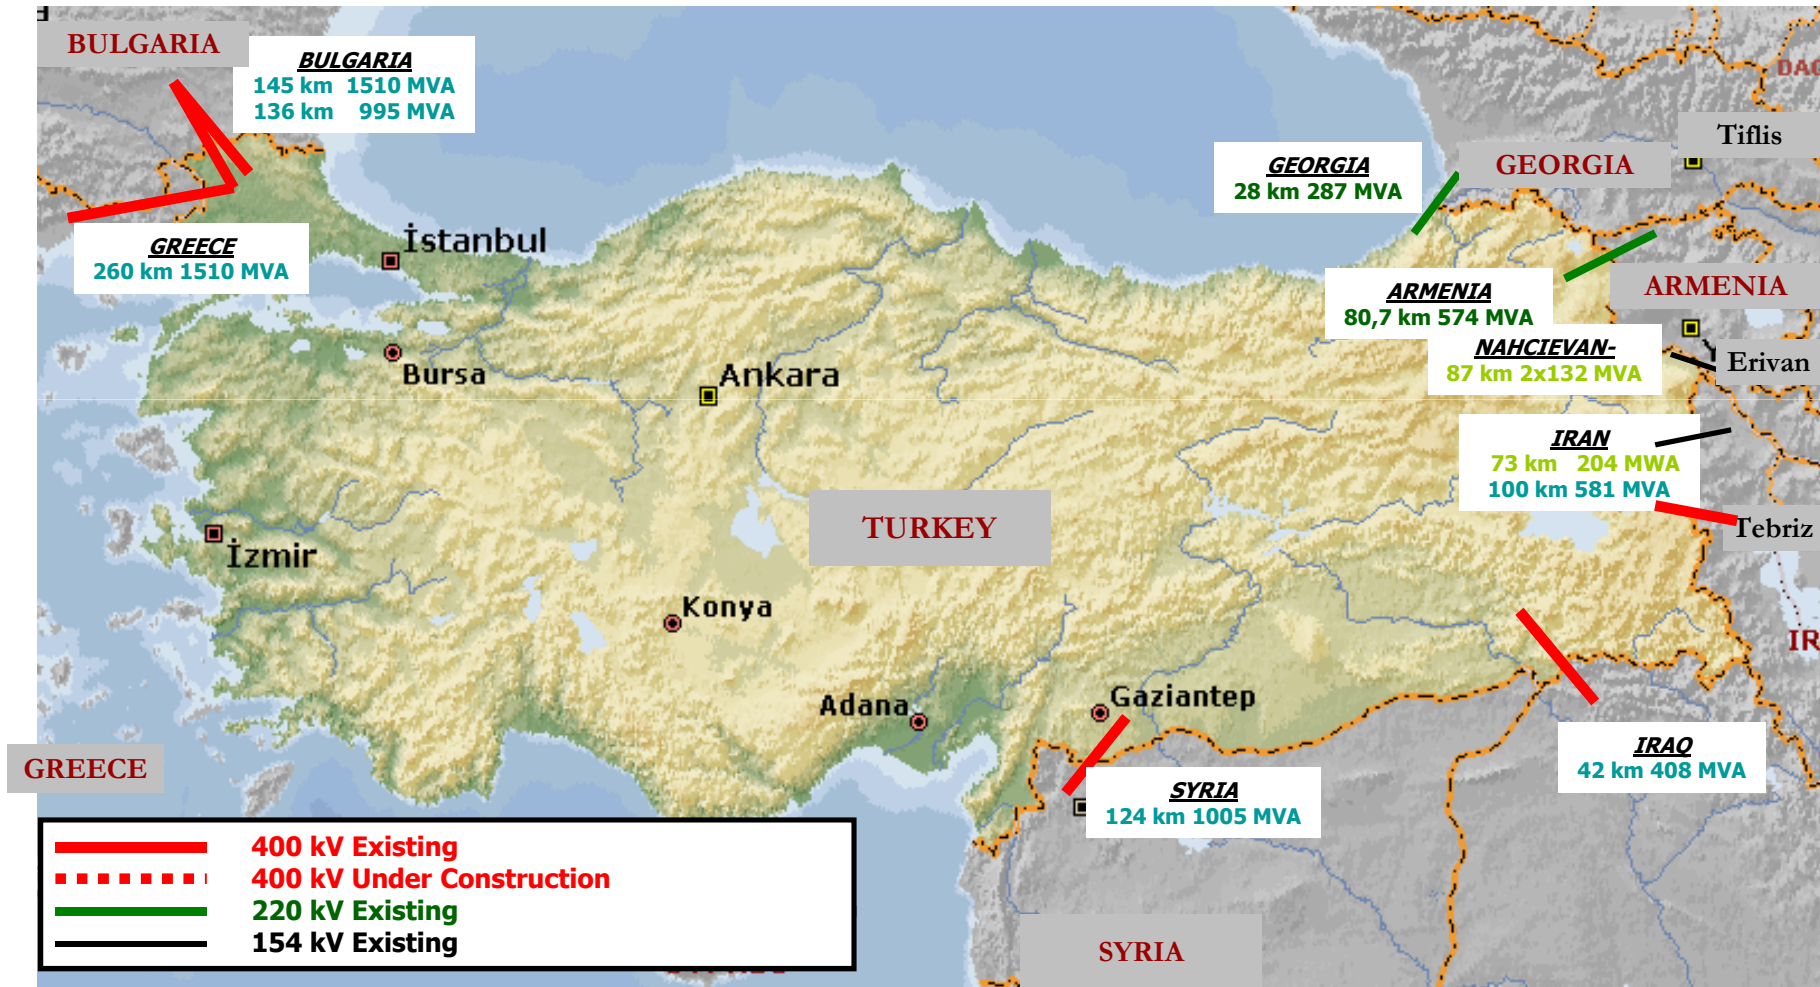 BULGARIA
BULGARIA
145 km 1510 MVA
136 km 995 MVA
GREECE
260 km 1510 MVA
İstanbul
Bursa
Ankara
İzmir
Konya
Adana
Gaziantep
TURKEY
GEORGIA
28 km 287 MVA
GEORGIA
Tiflis
ARMENIA
80,7 km 574 MVA
ARMENIA
NAHCIEVAN-
87 km 2x132 MVA
Erivan
IRAN
73 km 204 MWA
100 km 581 MVA
Tebriz
IR
DAG
IRAQ
42 km 408 MVA
SYRIA
124 km 1005 MVA
GREECE
SYRIA
400 kV Existing
400 kV Under Construction
220 kV Existing
154 kV Existing